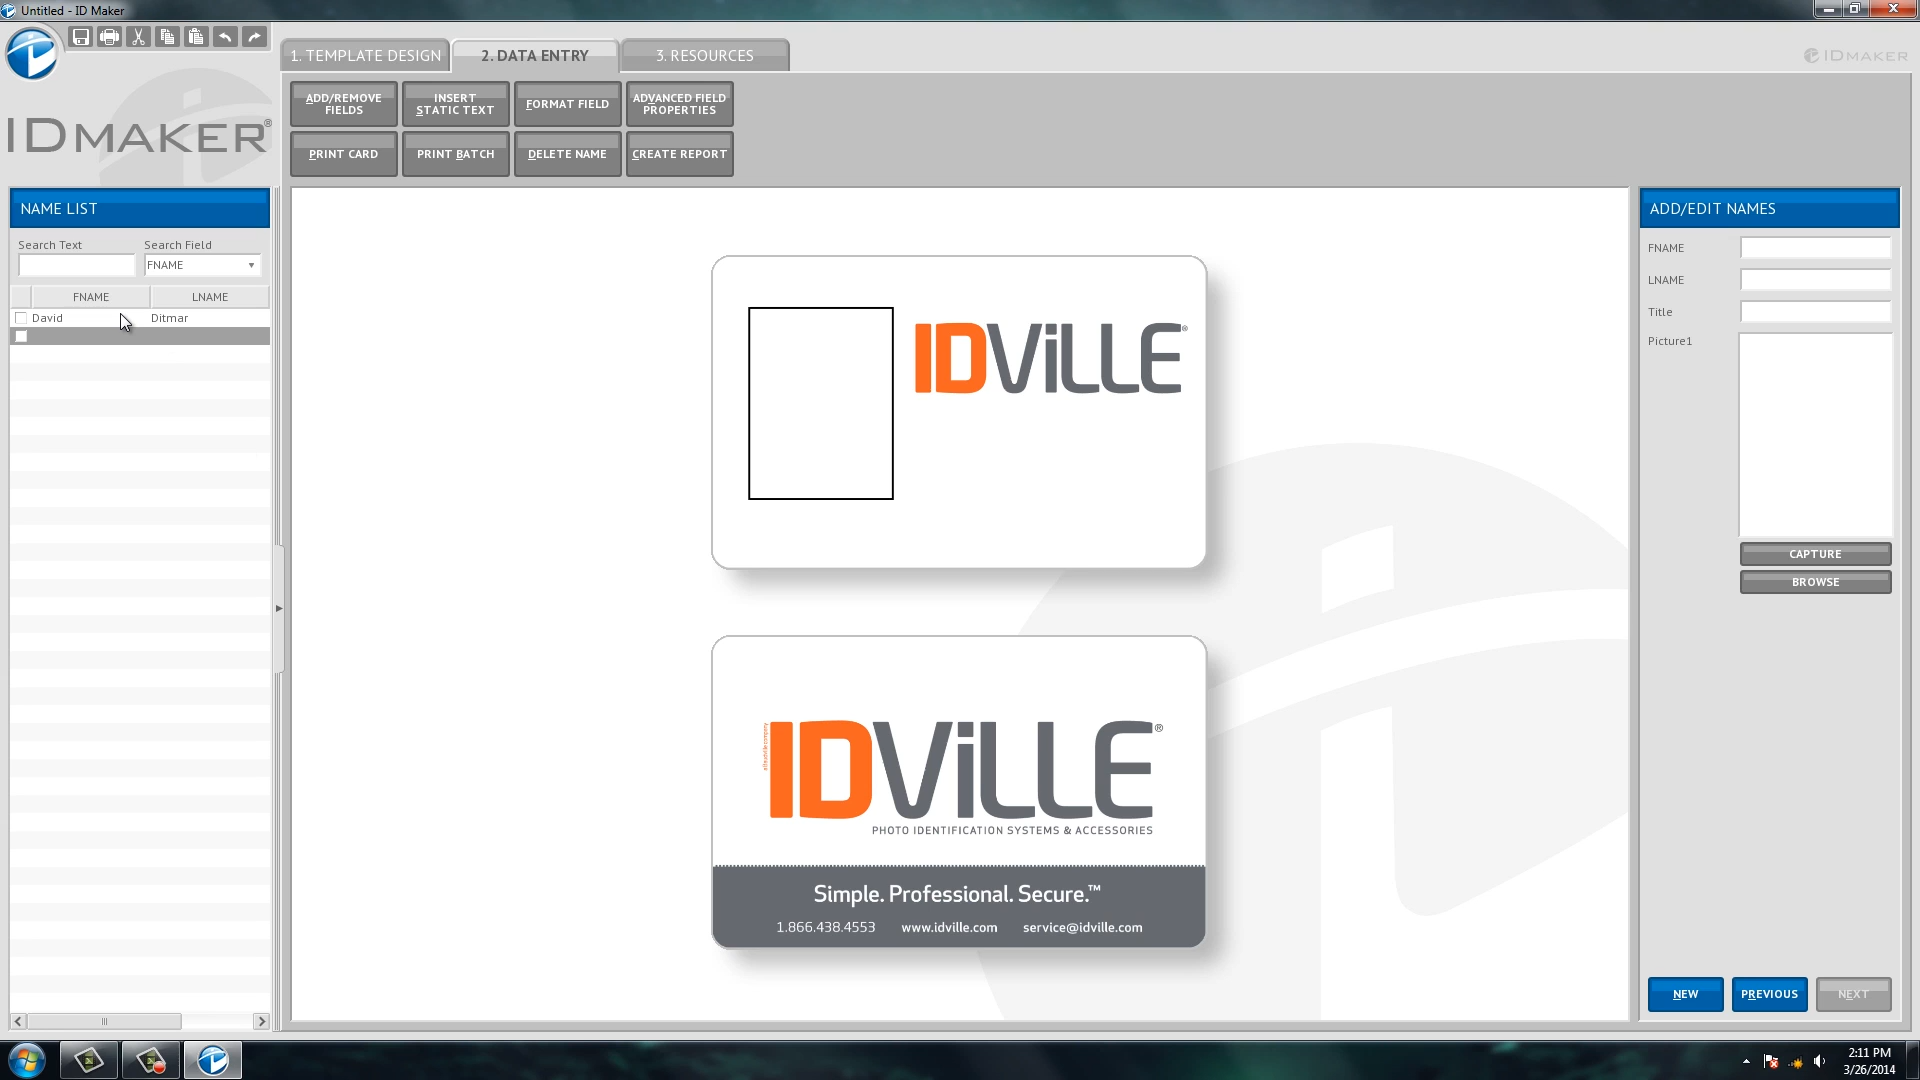 Untitled - ID Maker
1. TEMPLATE DESIGN
2. DATA ENTRY
3. RESOURCES
IDMAKER
ADD/REMOVE FIELDS
INSERT STATIC TEXT
FORMAT FIELD
ADVANCED FIELD PROPERTIES
PRINT CARD
PRINT BATCH
DELETE NAME
CREATE REPORT
IDMAKER®
NAME LIST
Search Text
Search Field
FNAME
FNAME LNAME
David Ditmar
IDViLLE®
IDViLLE®
PHOTO IDENTIFICATION SYSTEMS & ACCESSORIES
Simple. Professional. Secure.™
1.866.438.4553 www.idville.com service@idville.com
ADD/EDIT NAMES
FNAME
LNAME
Title
Picture1
CAPTURE
BROWSE
NEW
PREVIOUS
NEXT
2:11 PM
3/26/2014